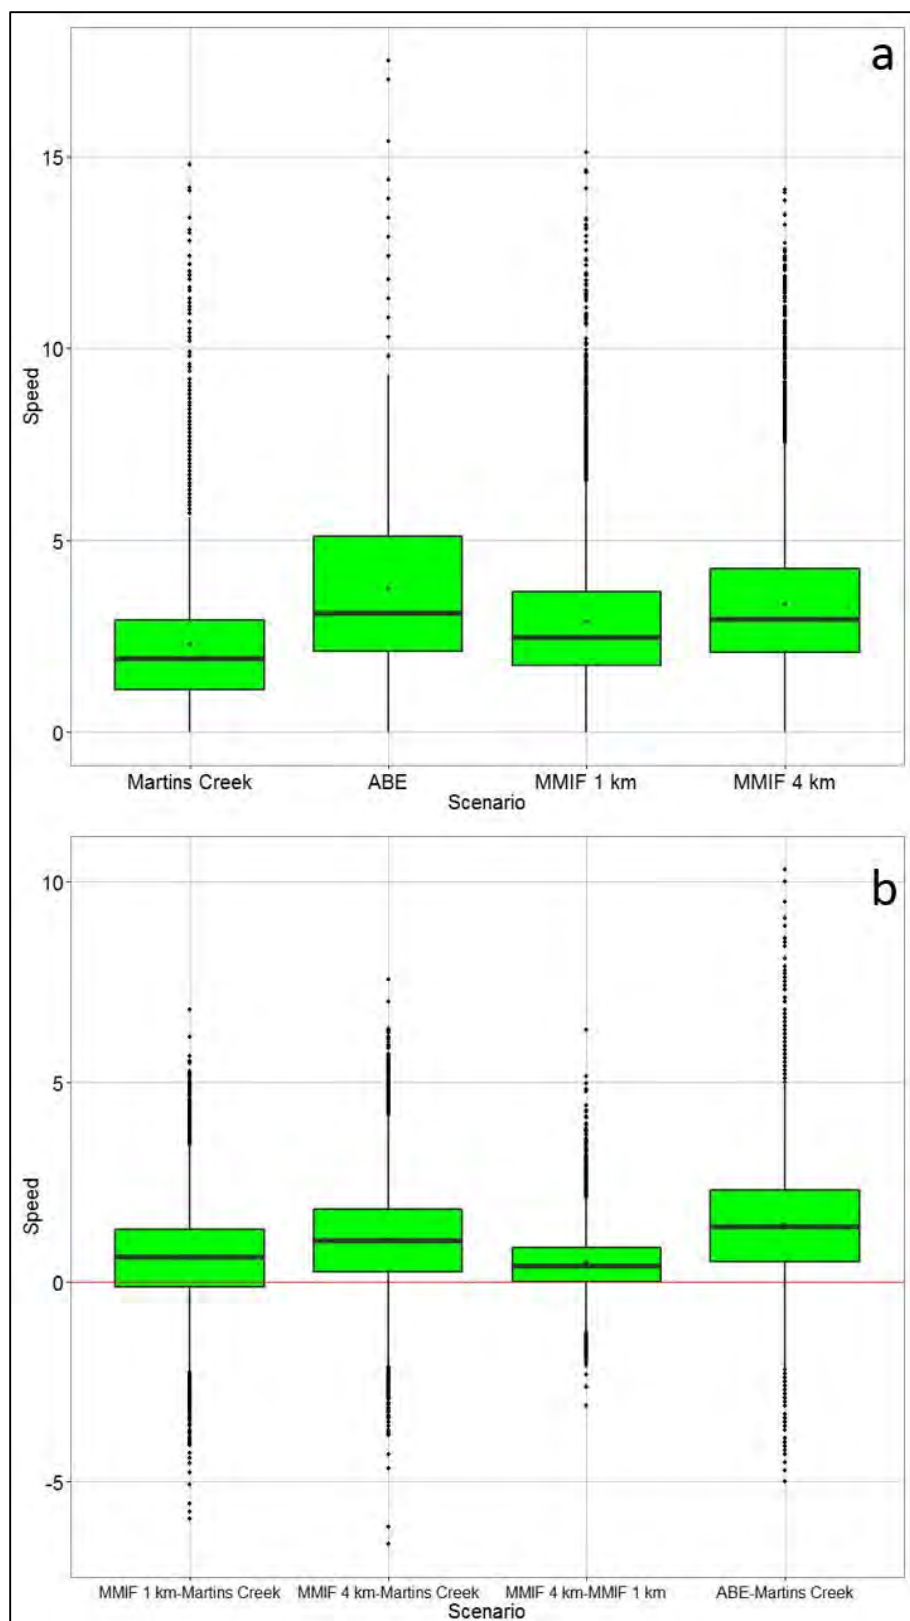 a
15
10
5
0
Speed
Martins Creek ABE MMIF 1 km MMIF 4 km
Scenario
b
10
5
0
-5
Speed
MMIF 1 km-Martins Creek MMIF 4 km-Martins Creek MMIF 4 km-MMIF 1 km ABE-Martins Creek
Scenario